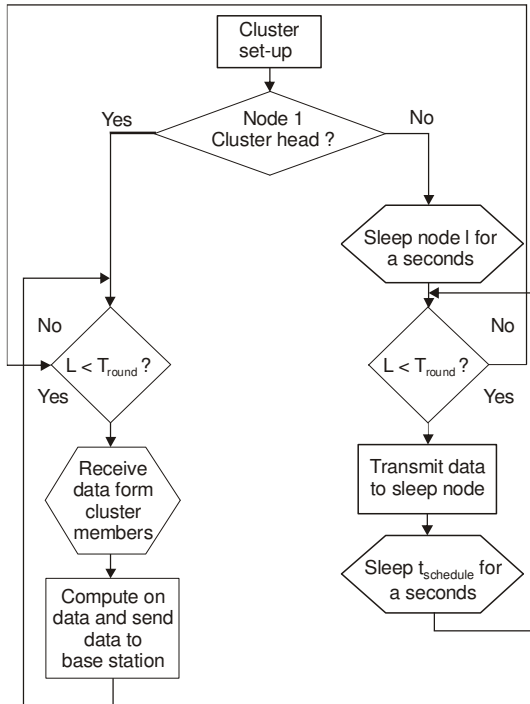 Cluster
set-up
Yes
Node 1
Cluster head ?
No
Sleep node l for
a seconds
No
L < Tround ?
Yes
No
L < Tround ?
Yes
Receive
data form
cluster
members
Transmit data
to sleep node
Compute on
data and send
data to
base station
Sleep tschedule for
a seconds